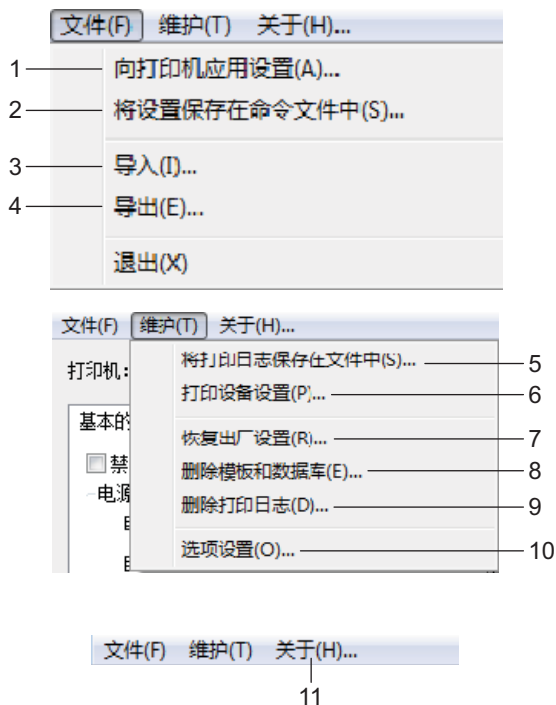 文件(F) 维护(T) 关于(H)...
1 向打印机应用设置(A)...
2 将设置保存在命令文件中(S)...
3 导入(I)...
4 导出(E)...
退出(X)
文件(F) 维护(T) 关于(H)...
打印机: 将打印日志保存在文件中(S)... 5
打印设备设置(P)... 6
基本的
恢复出厂设置(R)... 7
禁
删除模板和数据库(E)... 8
电源
删除打印日志(D)... 9
选项设置(O)... 10
文件(F) 维护(T) 关于(H)...
11